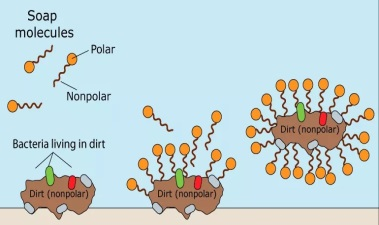 Soap
molecules
Polar
Nonpolar
Bacteria living in dirt
Dirt (nonpolar)
Dirt (nonpolar)
Dirt (nonpolar)